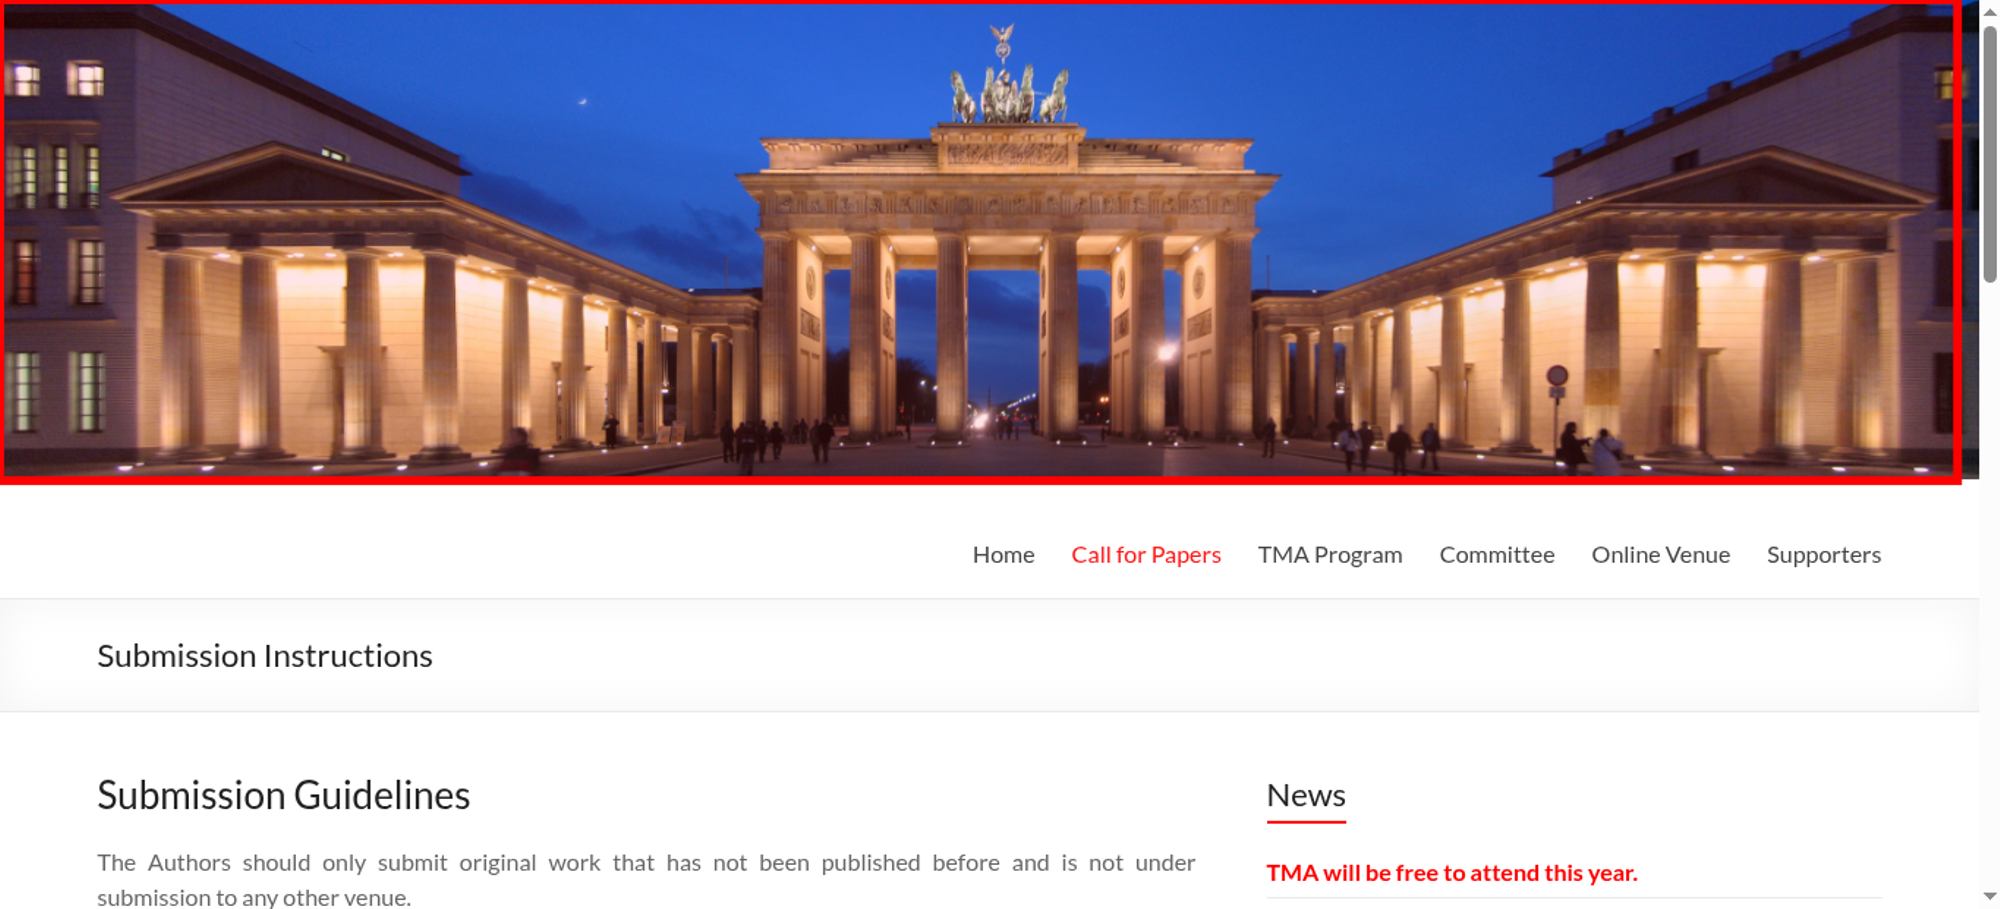 Home Call for Papers TMA Program Committee Online Venue Supporters
Submission Instructions
Submission Guidelines
The Authors should only submit original work that has not been published before and is not under
submission to any other venue.
News
TMA will be free to attend this year.